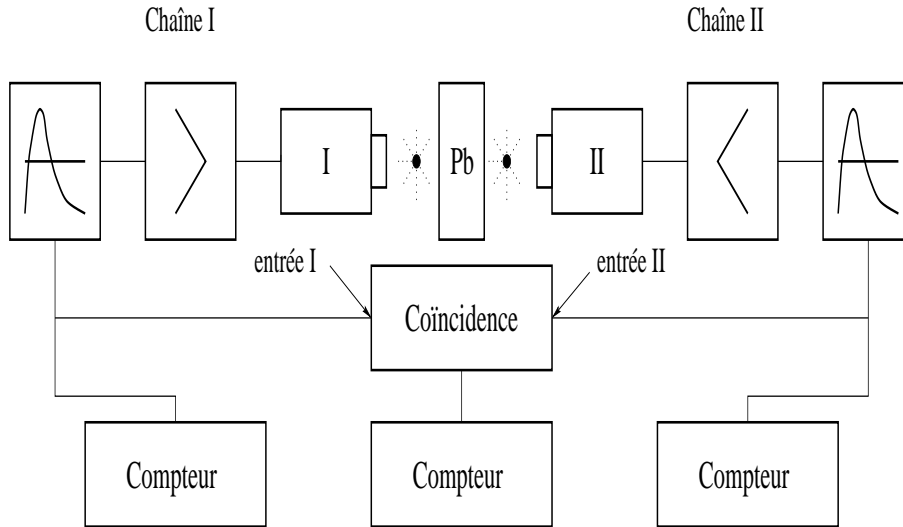 Chaîne I
Chaîne II
I
Pb
II
entrée I
entrée II
Coïncidence
Compteur
Compteur
Compteur